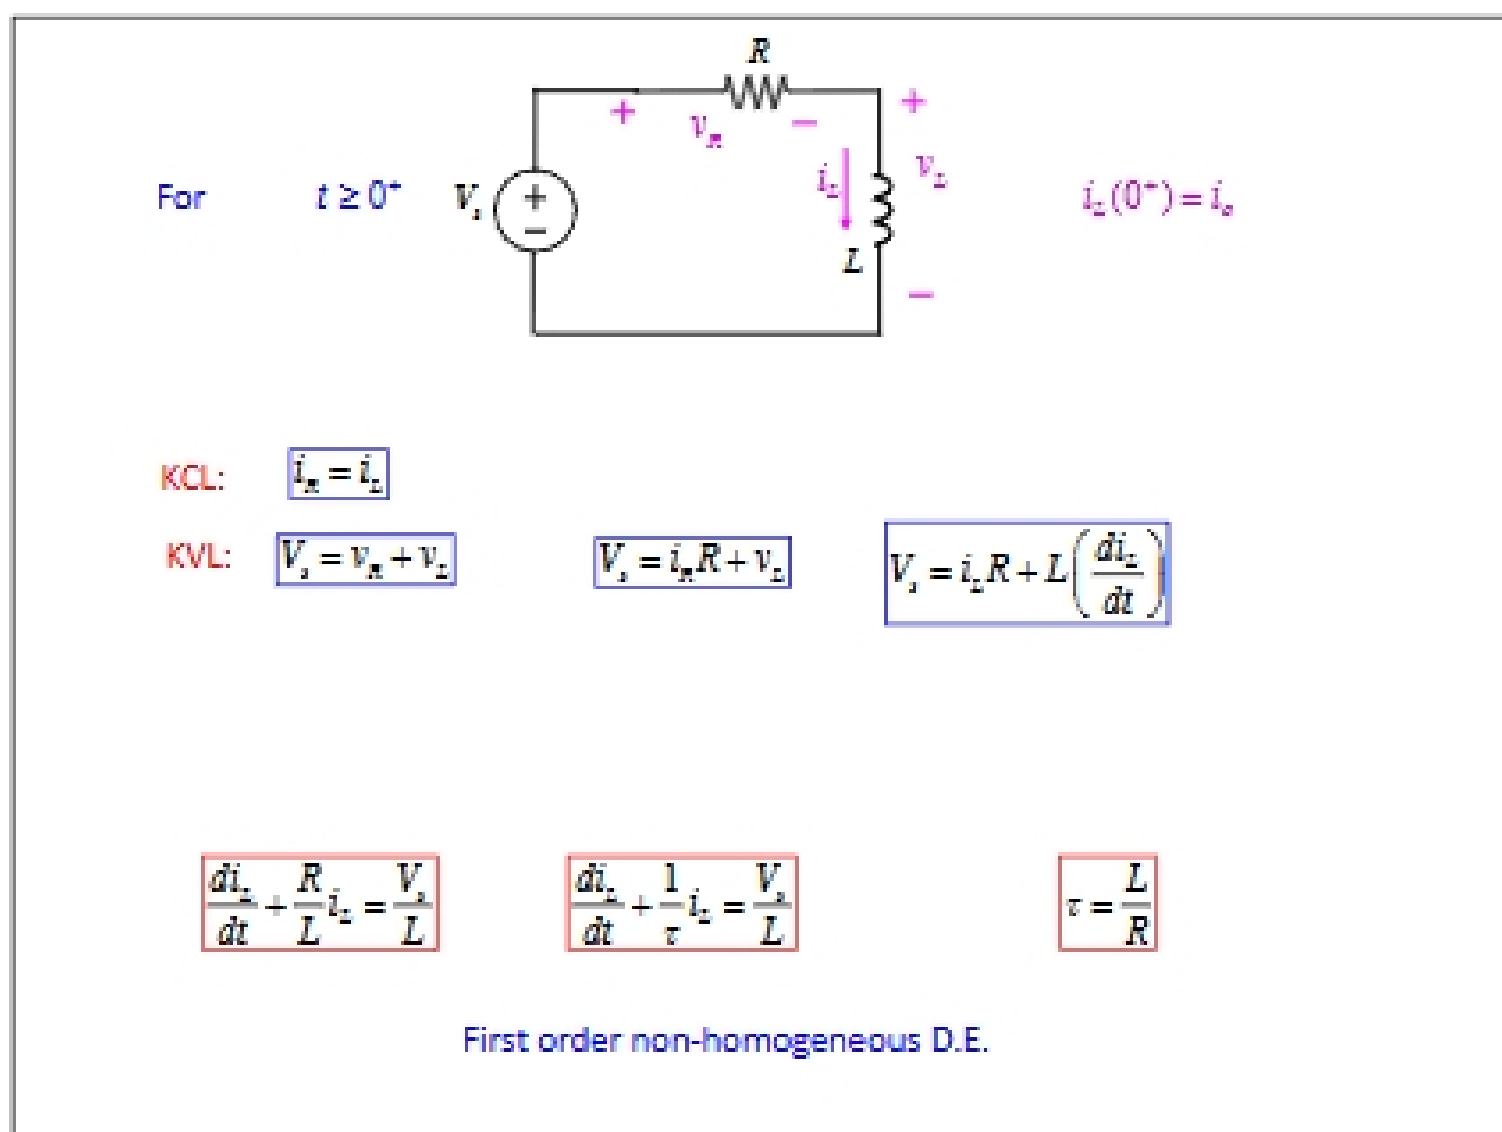 R
+ v_R − +
For t ≥ 0⁺ V_s + − i_L v_L i_L(0⁺) = i_o
L −
KCL: i_R = i_L
KVL: V_s = v_R + v_L V_s = i_R R + v_L V_s = i_L R + L(di_L/dt)
di_L/dt + R/L i_L = V_s/L di_L/dt + 1/τ i_L = V_s/L τ = L/R
First order non-homogeneous D.E.